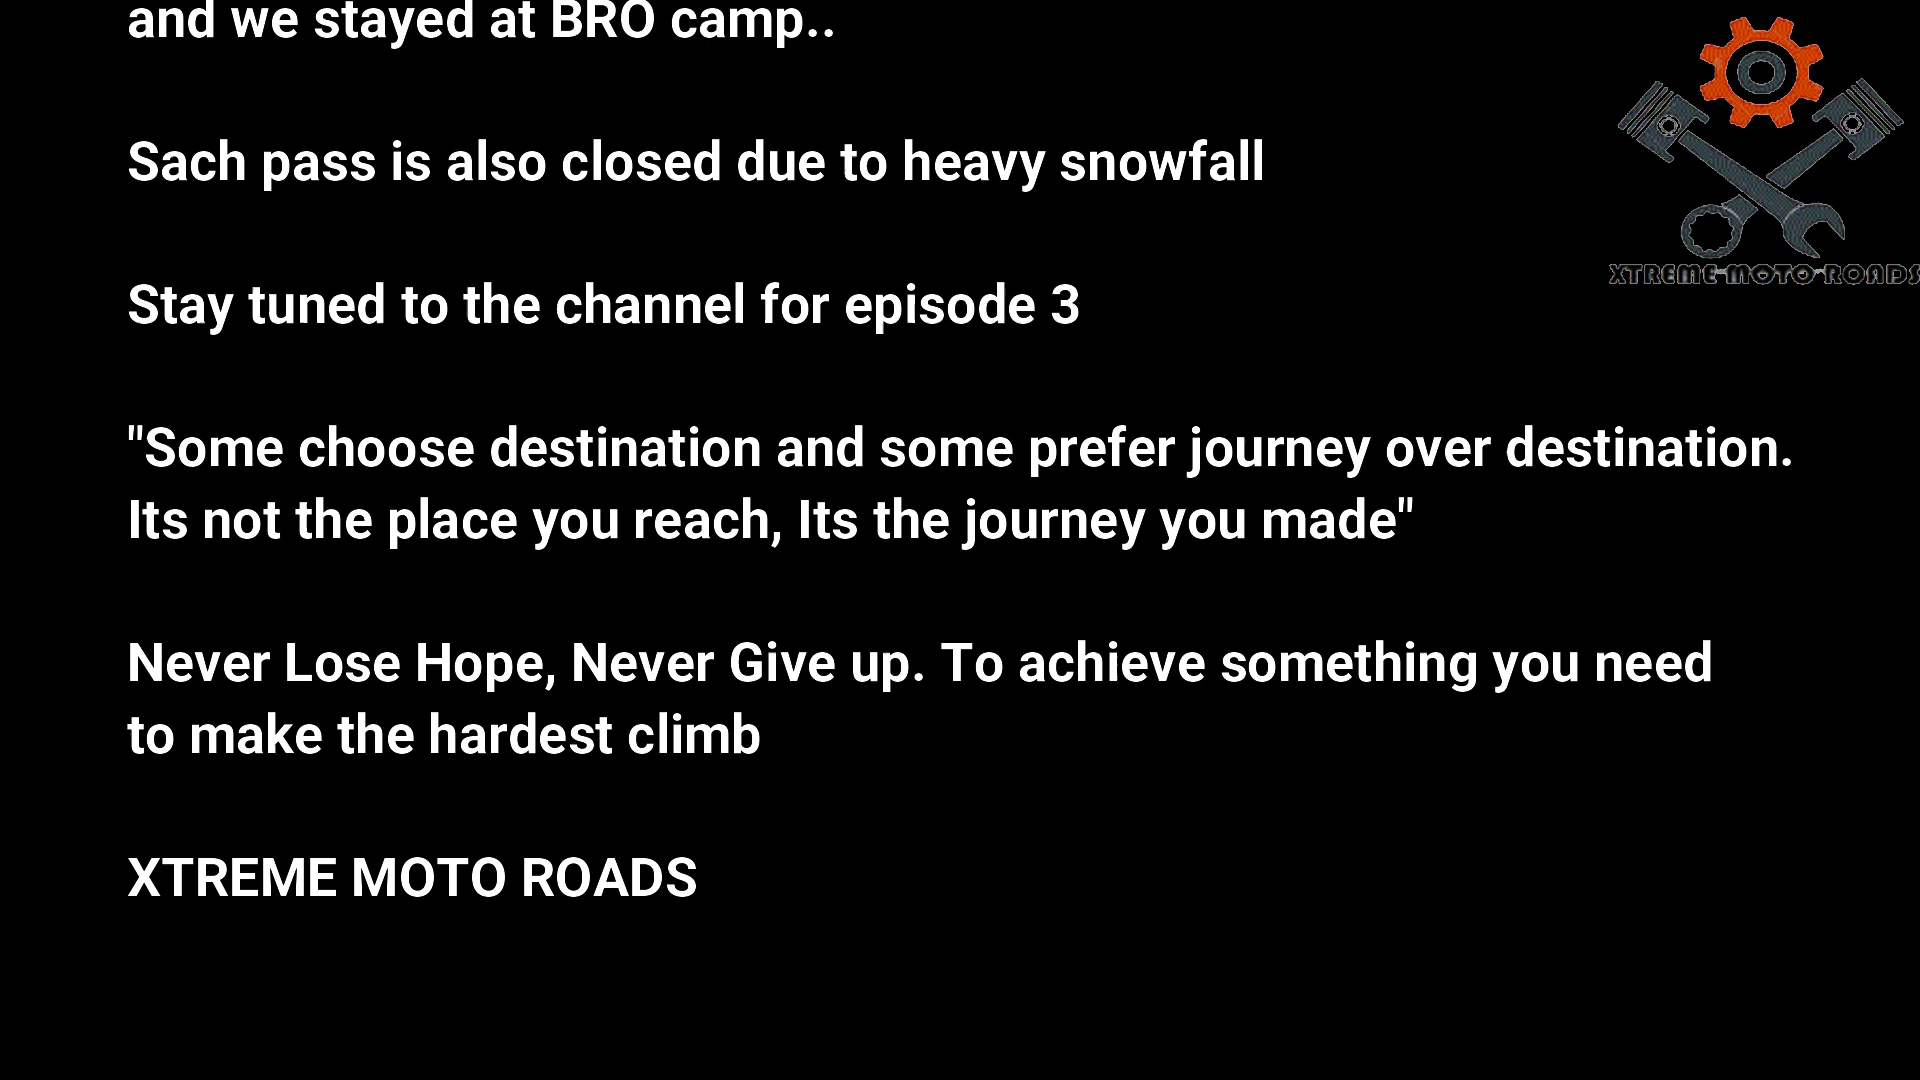 and we stayed at BRO camp..
Sach pass is also closed due to heavy snowfall
Stay tuned to the channel for episode 3
"Some choose destination and some prefer journey over destination.
Its not the place you reach, Its the journey you made"
Never Lose Hope, Never Give up. To achieve something you need
to make the hardest climb
XTREME MOTO ROADS
XTREME MOTO ROADS